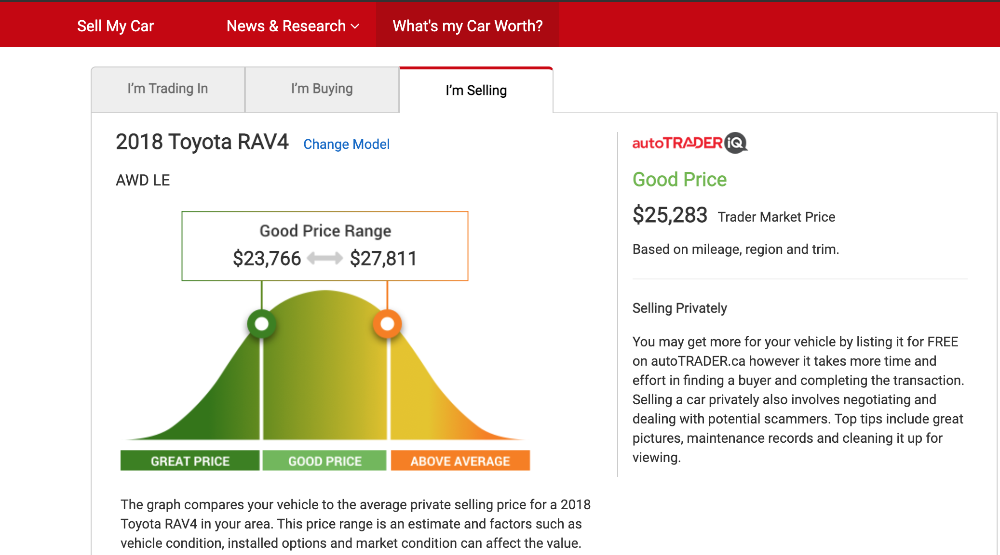 Sell My Car
News & Research
What's my Car Worth?
I’m Trading In
I’m Buying
I’m Selling
2018 Toyota RAV4
Change Model
AWD LE
Good Price Range
$23,766
$27,811
GREAT PRICE
GOOD PRICE
ABOVE AVERAGE
The graph compares your vehicle to the average private selling price for a 2018
Toyota RAV4 in your area. This price range is an estimate and factors such as
vehicle condition, installed options and market condition can affect the value.
autoTRADER iQ
Good Price
$25,283 Trader Market Price
Based on mileage, region and trim.
Selling Privately
You may get more for your vehicle by listing it for FREE
on autoTRADER.ca however it takes more time and
effort in finding a buyer and completing the transaction.
Selling a car privately also involves negotiating and
dealing with potential scammers. Top tips include great
pictures, maintenance records and cleaning it up for
viewing.